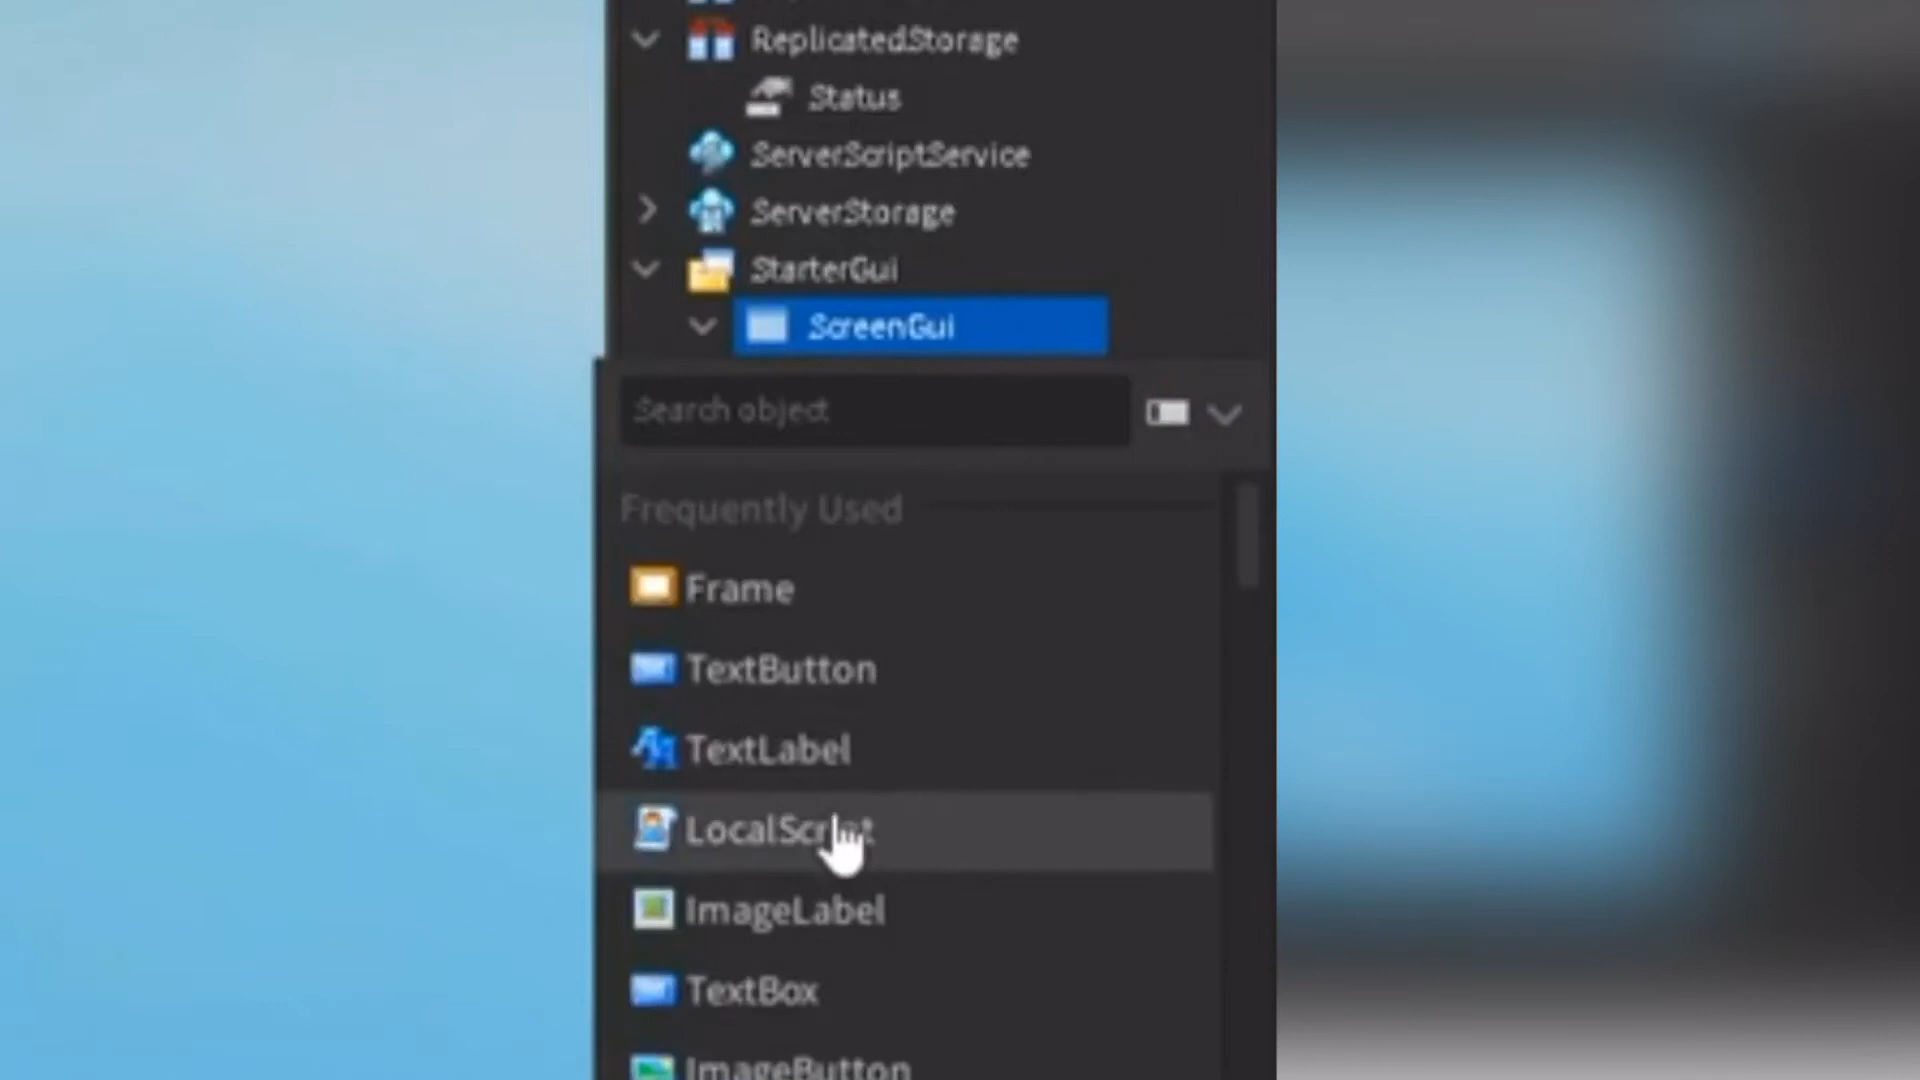 ReplicatedStorage
Status
ServerScriptService
ServerStorage
StarterGui
ScreenGui
Search object
Frequently Used
Frame
TextButton
TextLabel
LocalScript
ImageLabel
TextBox
ImageButton